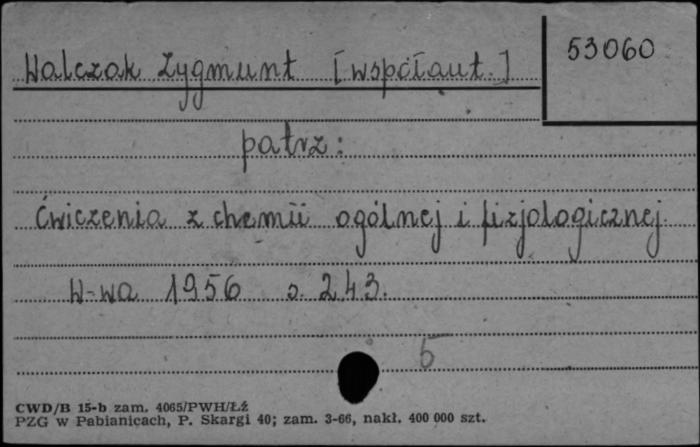 Walczak Zygmunt [współaut.]
53060
patrz:
Ćwiczenia z chemii ogólnej i fizjologicznej.
W-wa 1956 s. 243.
5
CWD/B 15-b zam. 4065/PWH/Łź
PZG w Pabianicach, P. Skargi 40; zam. 3-66, nakł. 400 000 szt.